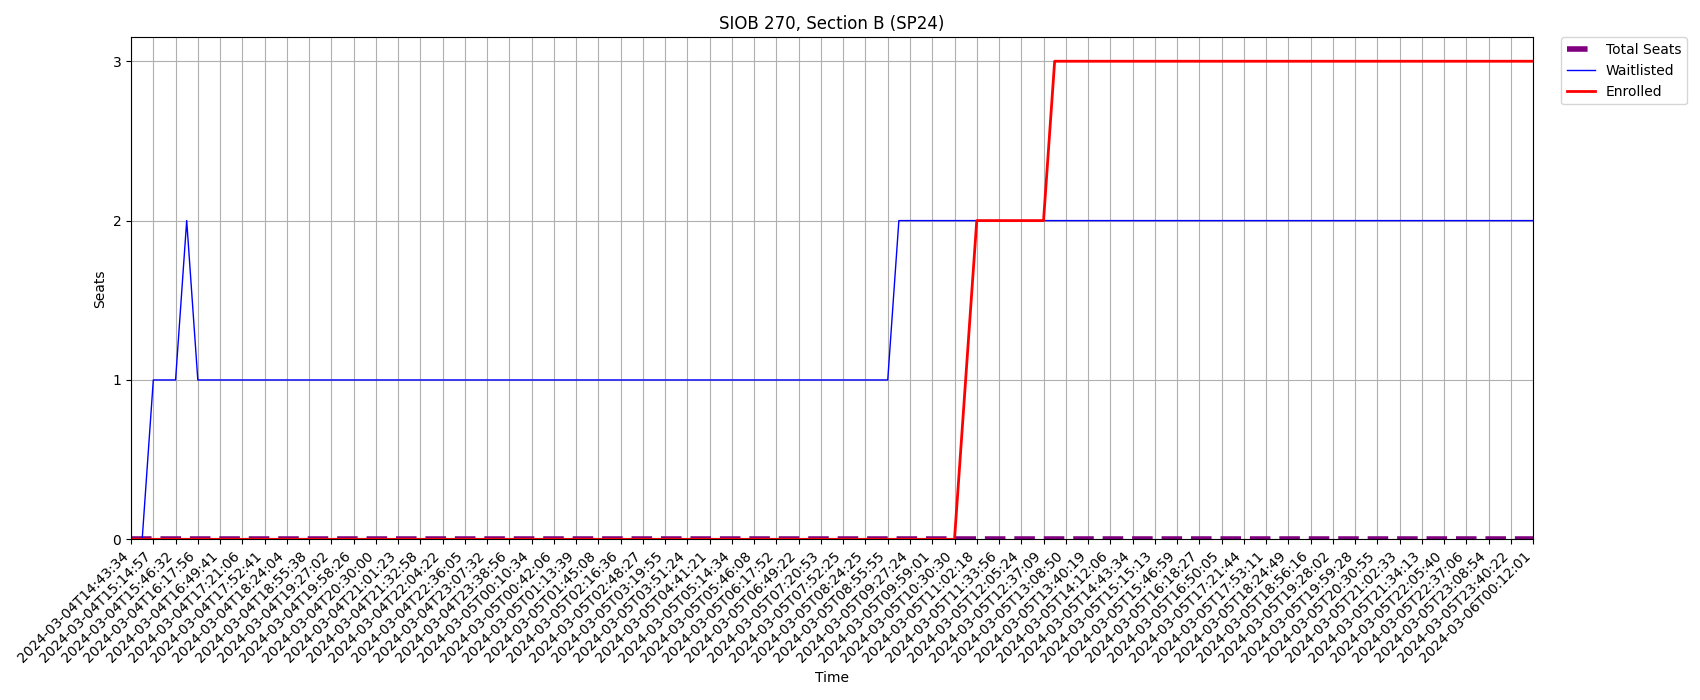 SIOB 270, Section B (SP24)
Total Seats
Waitlisted
Enrolled
Seats
3
2
1
0
2024-03-04T14:43:34
2024-03-04T15:14:57
2024-03-04T15:46:32
2024-03-04T16:17:56
2024-03-04T16:49:41
2024-03-04T17:21:06
2024-03-04T17:52:41
2024-03-04T18:24:04
2024-03-04T18:55:38
2024-03-04T19:27:02
2024-03-04T19:58:26
2024-03-04T20:30:00
2024-03-04T21:01:23
2024-03-04T21:32:58
2024-03-04T22:04:22
2024-03-04T22:36:05
2024-03-04T23:07:32
2024-03-04T23:38:56
2024-03-05T00:10:34
2024-03-05T00:42:06
2024-03-05T01:13:39
2024-03-05T01:45:08
2024-03-05T02:16:36
2024-03-05T02:48:27
2024-03-05T03:19:55
2024-03-05T03:51:24
2024-03-05T04:41:21
2024-03-05T05:14:34
2024-03-05T05:46:08
2024-03-05T06:17:52
2024-03-05T06:49:22
2024-03-05T07:20:53
2024-03-05T07:52:25
2024-03-05T08:24:25
2024-03-05T08:55:55
2024-03-05T09:27:24
2024-03-05T09:59:01
2024-03-05T10:30:30
2024-03-05T11:02:18
2024-03-05T11:33:56
2024-03-05T12:05:24
2024-03-05T12:37:09
2024-03-05T13:08:50
2024-03-05T13:40:19
2024-03-05T14:12:06
2024-03-05T14:43:34
2024-03-05T15:15:13
2024-03-05T15:46:59
2024-03-05T16:18:27
2024-03-05T16:50:05
2024-03-05T17:21:44
2024-03-05T17:53:11
2024-03-05T18:24:49
2024-03-05T18:56:16
2024-03-05T19:28:02
2024-03-05T19:59:28
2024-03-05T20:30:55
2024-03-05T21:02:33
2024-03-05T21:34:13
2024-03-05T22:05:40
2024-03-05T22:37:06
2024-03-05T23:08:54
2024-03-05T23:40:22
2024-03-06T00:12:01
Time